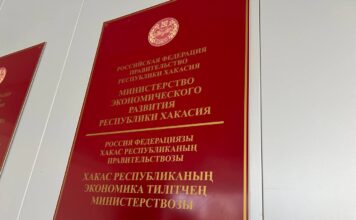 РОССИЙСКАЯ ФЕДЕРАЦИЯ
ПРАВИТЕЛЬСТВО
РЕСПУБЛИКИ ХАКАСИЯ
МИНИСТЕРСТВО
ЭКОНОМИЧЕСКОГО
РАЗВИТИЯ
РЕСПУБЛИКИ ХАКАСИЯ
РОССИЯ ФЕДЕРАЦИЯЗЫ
ХАКАС РЕСПУБЛИКАНЫҢ
ПРАВИТЕЛЬСТВОЗЫ
ХАКАС РЕСПУБЛИКАНЫҢ
ЭКОНОМИКА ТИЛІТЧЕҢ
МИНИСТЕРСТВОЗЫ